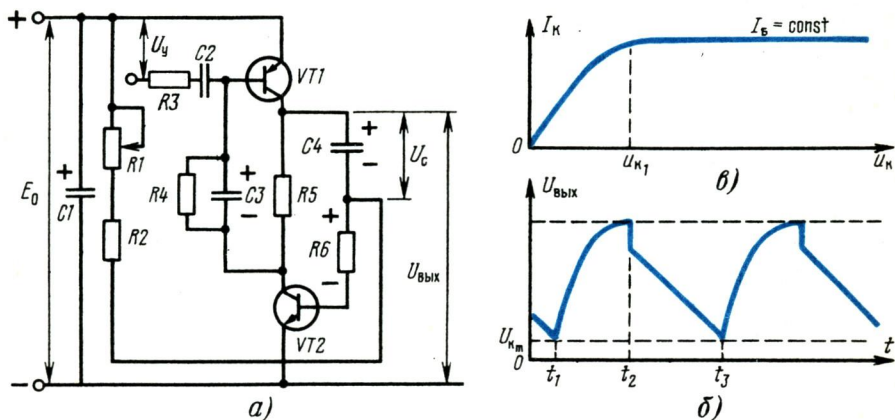 +
Uу
C2
VT1
R3
R1
E0
C1
+
R4
+
C3
−
R5
+
C4
−
Uc
+
R6
−
R2
Uвых
VT2
−
а)
Iк
IБ = const
0
uк1
uк
в)
Uвых
Uкm
0
t1
t2
t3
t
б)